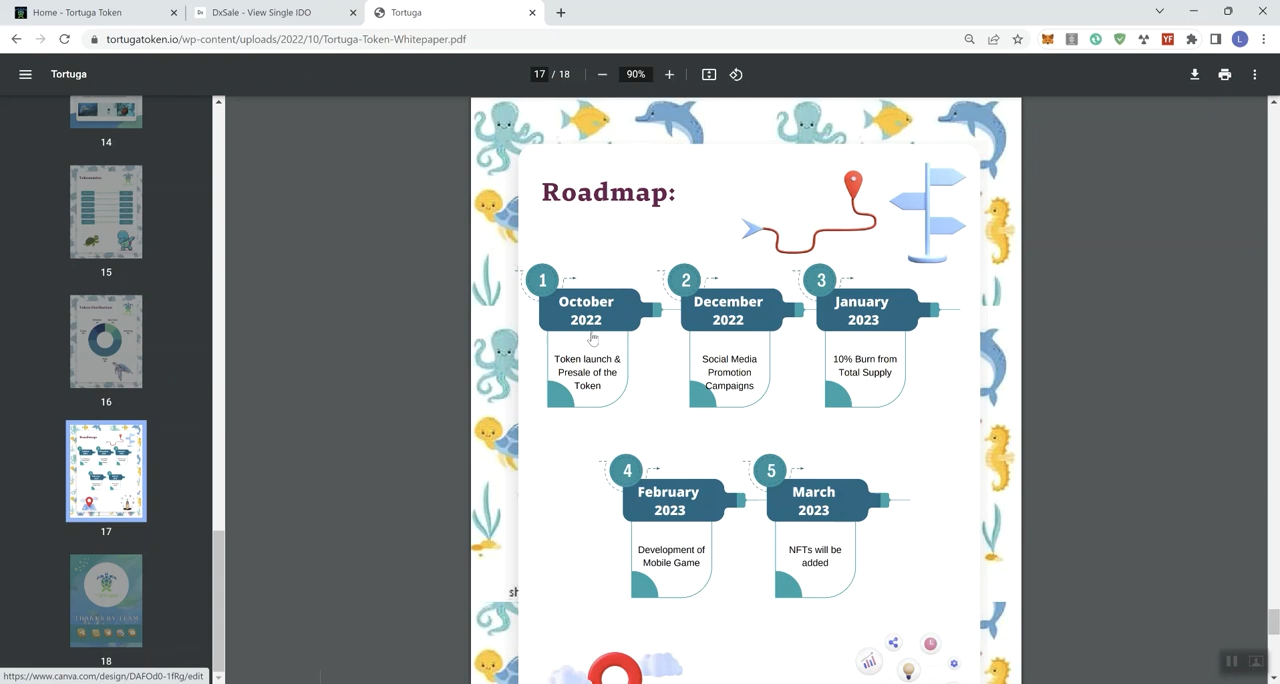 Home - Tortuga Token
DxSale - View Single IDO
Tortuga
tortugatoken.io/wp-content/uploads/2022/10/Tortuga-Token-Whitepaper.pdf
YF
L
Tortuga
17 / 18
90%
14
15
16
17
18
Roadmap:
1
October
2022
Token launch &
Presale of the
Token
2
December
2022
Social Media
Promotion
Campaigns
3
January
2023
10% Burn from
Total Supply
4
February
2023
Development of
Mobile Game
5
March
2023
NFTs will be
added
sh
https://www.canva.com/design/DAFOd0-1fRg/edit